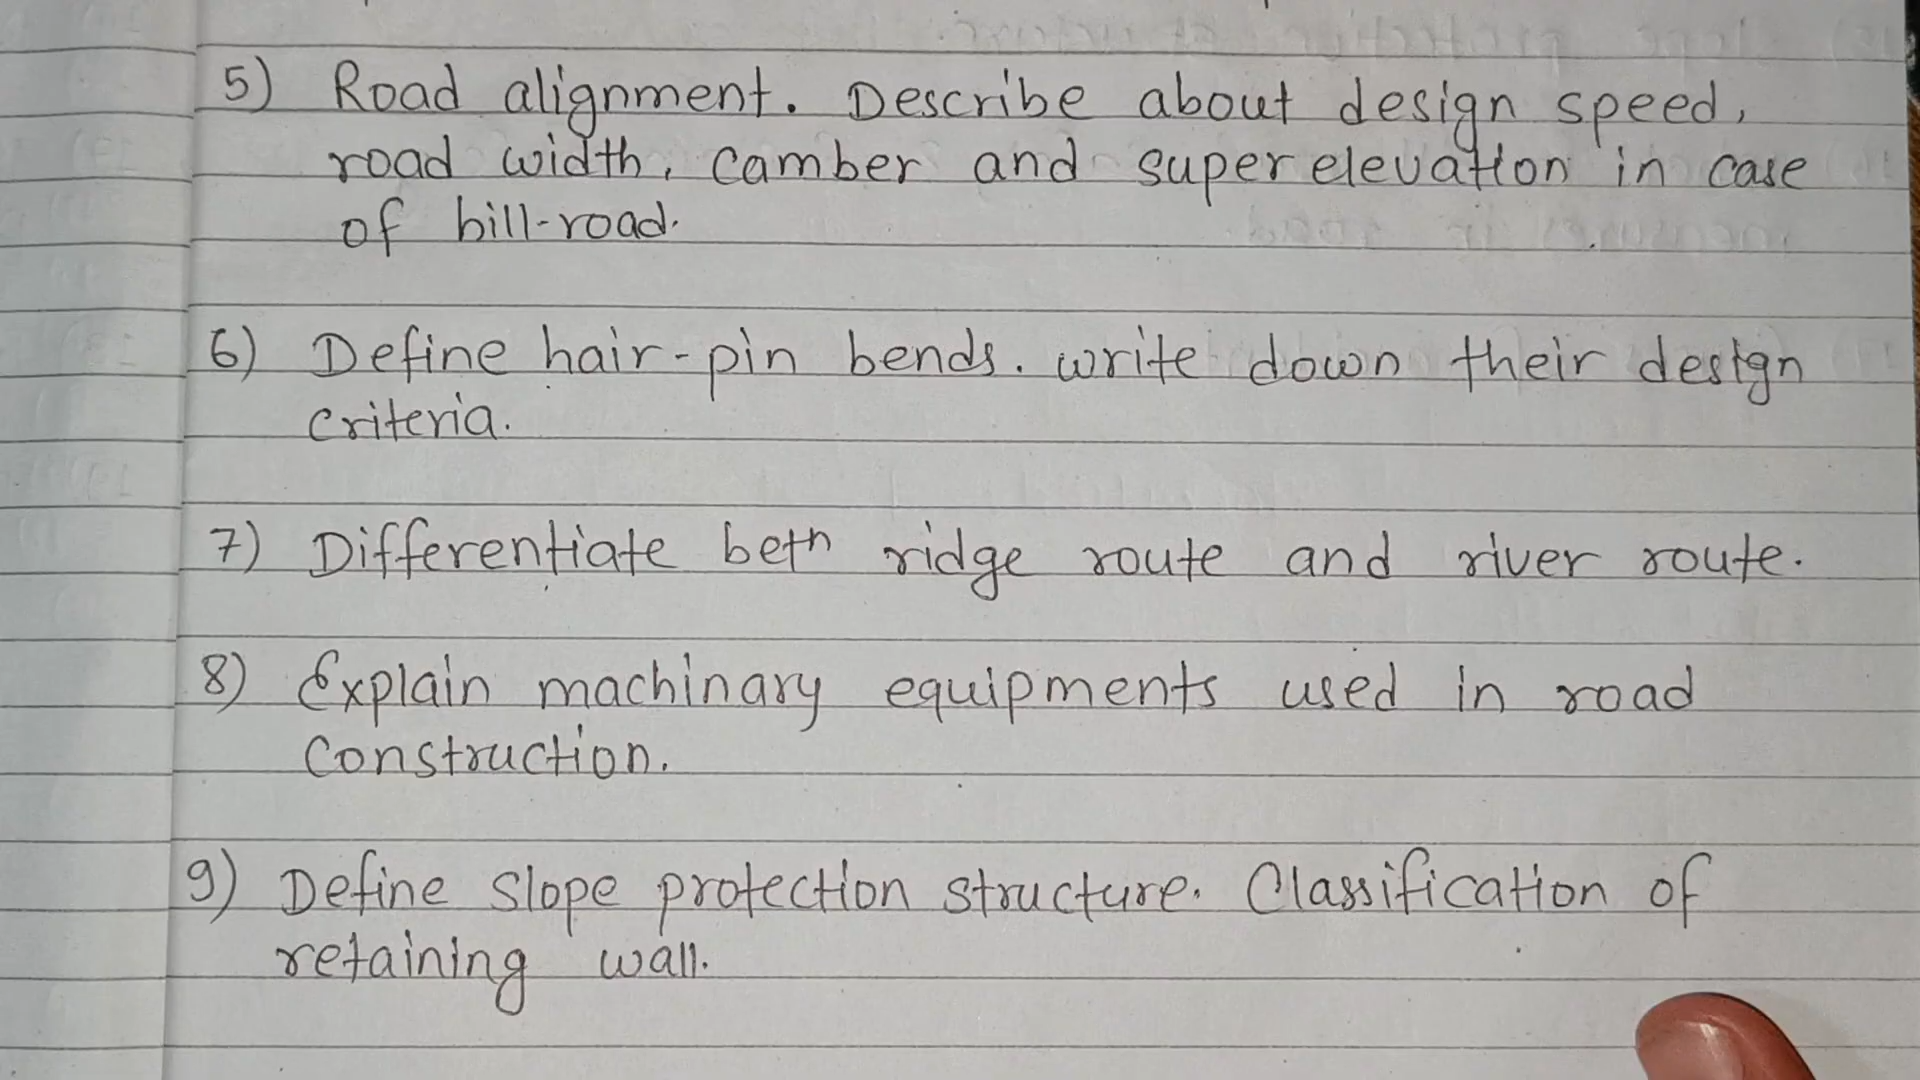 5) Road alignment. Describe about design speed,
road width, camber and superelevation in case
of hill-road.
6) Define hair-pin bends. write down their design
criteria.
7) Differentiate betn ridge route and river route.
8) Explain machinary equipments used in road
construction.
9) Define slope protection structure. Classification of
retaining wall.